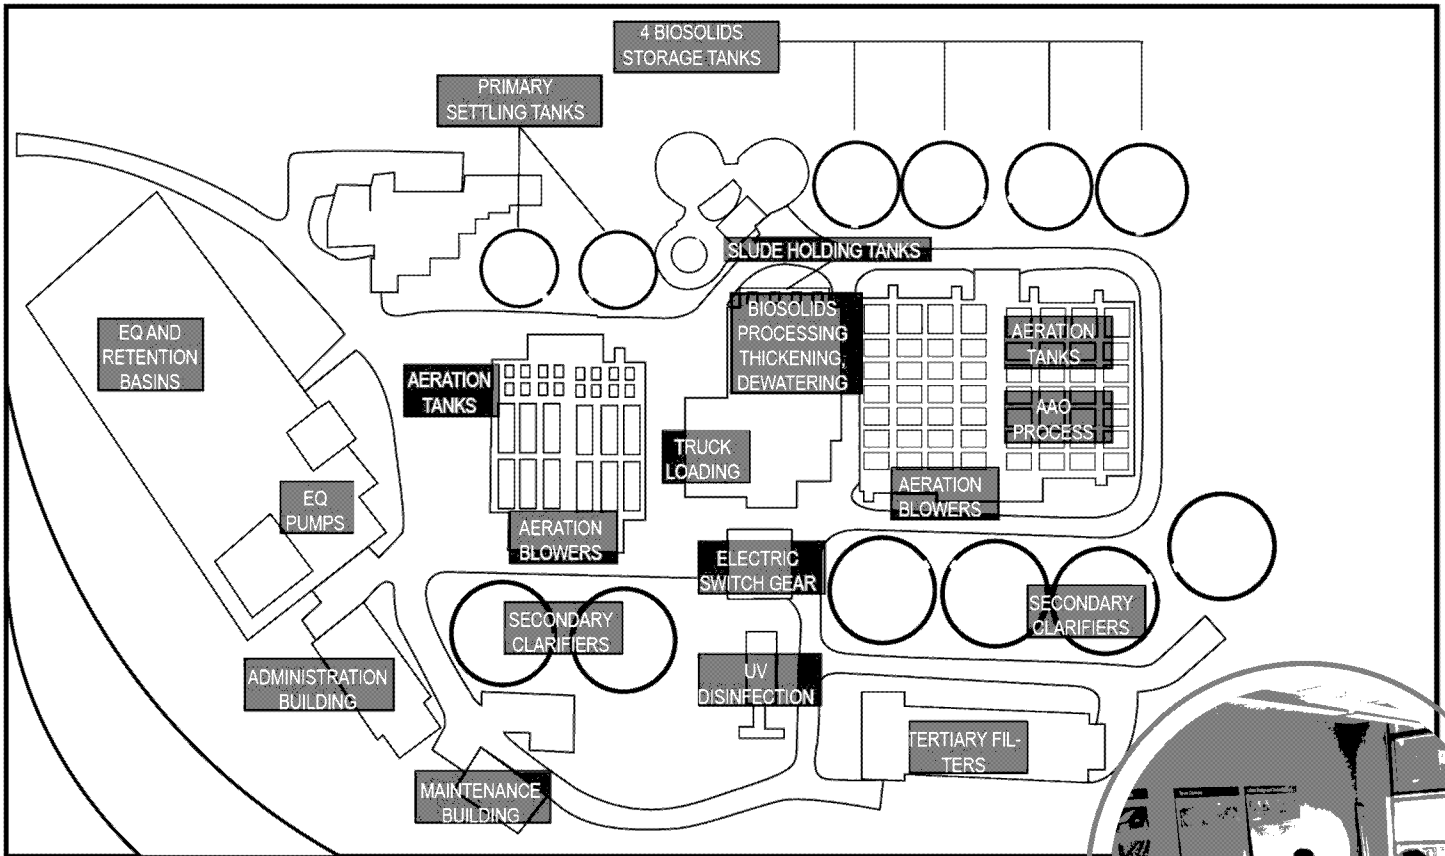 4 BIOSOLIDS
STORAGE TANKS
PRIMARY
SETTLING TANKS
SLUDE HOLDING TANKS
BIOSOLIDS
PROCESSING
THICKENING,
DEWATERING
EQ AND
RETENTION
BASINS
AERATION
TANKS
AERATION
TANKS
AAO
PROCESS
TRUCK
LOADING
EQ
PUMPS
AERATION
BLOWERS
AERATION
BLOWERS
ELECTRIC
SWITCH GEAR
SECONDARY
CLARIFIERS
SECONDARY
CLARIFIERS
ADMINISTRATION
BUILDING
UV
DISINFECTION
TERTIARY FIL-
TERS
MAINTENANCE
BUILDING